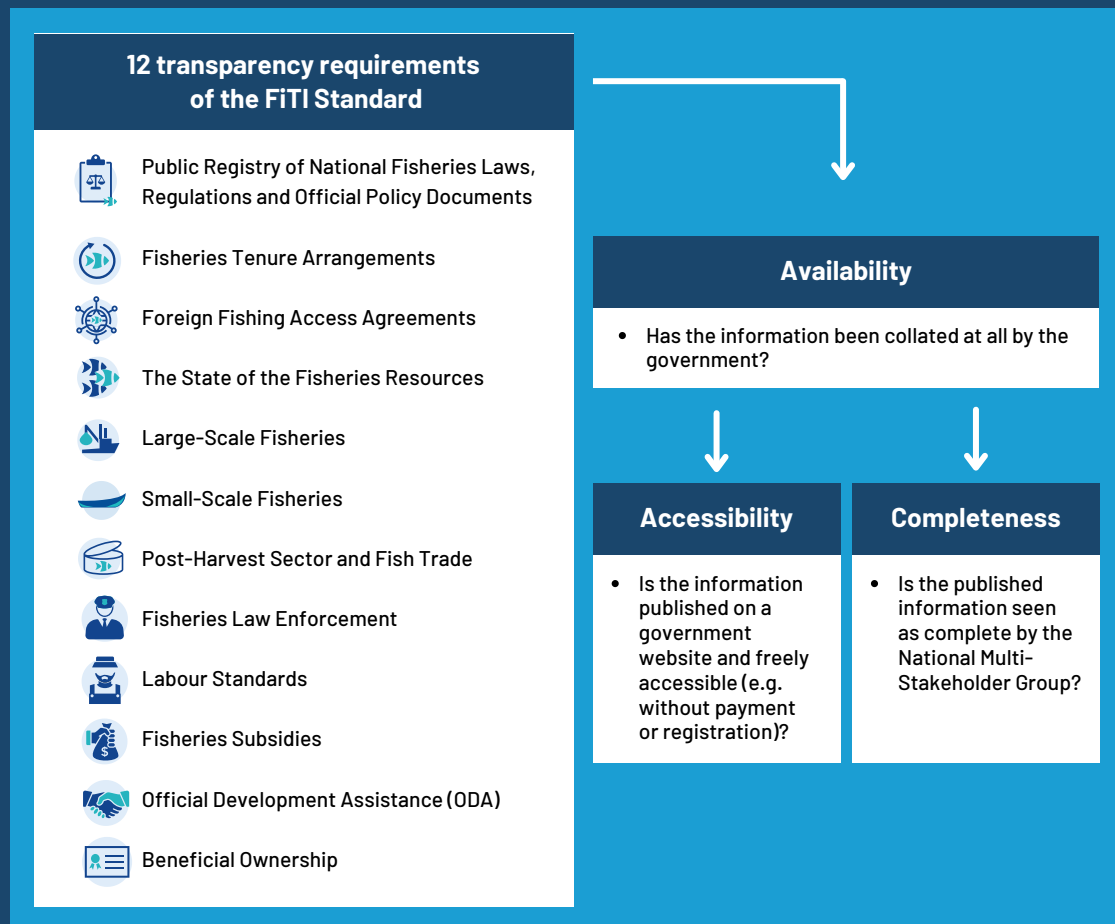 12 transparency requirements
of the FiTI Standard
Public Registry of National Fisheries Laws,
Regulations and Official Policy Documents
Fisheries Tenure Arrangements
Foreign Fishing Access Agreements
The State of the Fisheries Resources
Large-Scale Fisheries
Small-Scale Fisheries
Post-Harvest Sector and Fish Trade
Fisheries Law Enforcement
Labour Standards
$
Fisheries Subsidies
Official Development Assistance (ODA)
Beneficial Ownership
Availability
• Has the information been collated at all by the
government?
Accessibility
• Is the information
published on a
government
website and freely
accessible (e.g.
without payment
or registration)?
Completeness
• Is the published
information seen
as complete by the
National Multi-
Stakeholder Group?